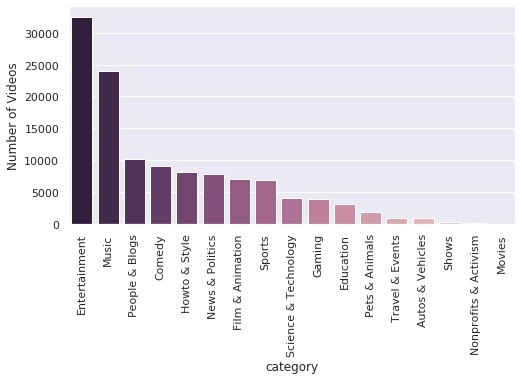 Number of Videos
30000
25000
20000
15000
10000
5000
0
Entertainment
Music
People & Blogs
Comedy
Howto & Style
News & Politics
Film & Animation
Sports
Science & Technology
Gaming
Education
Pets & Animals
Travel & Events
Autos & Vehicles
Shows
Nonprofits & Activism
Movies
category